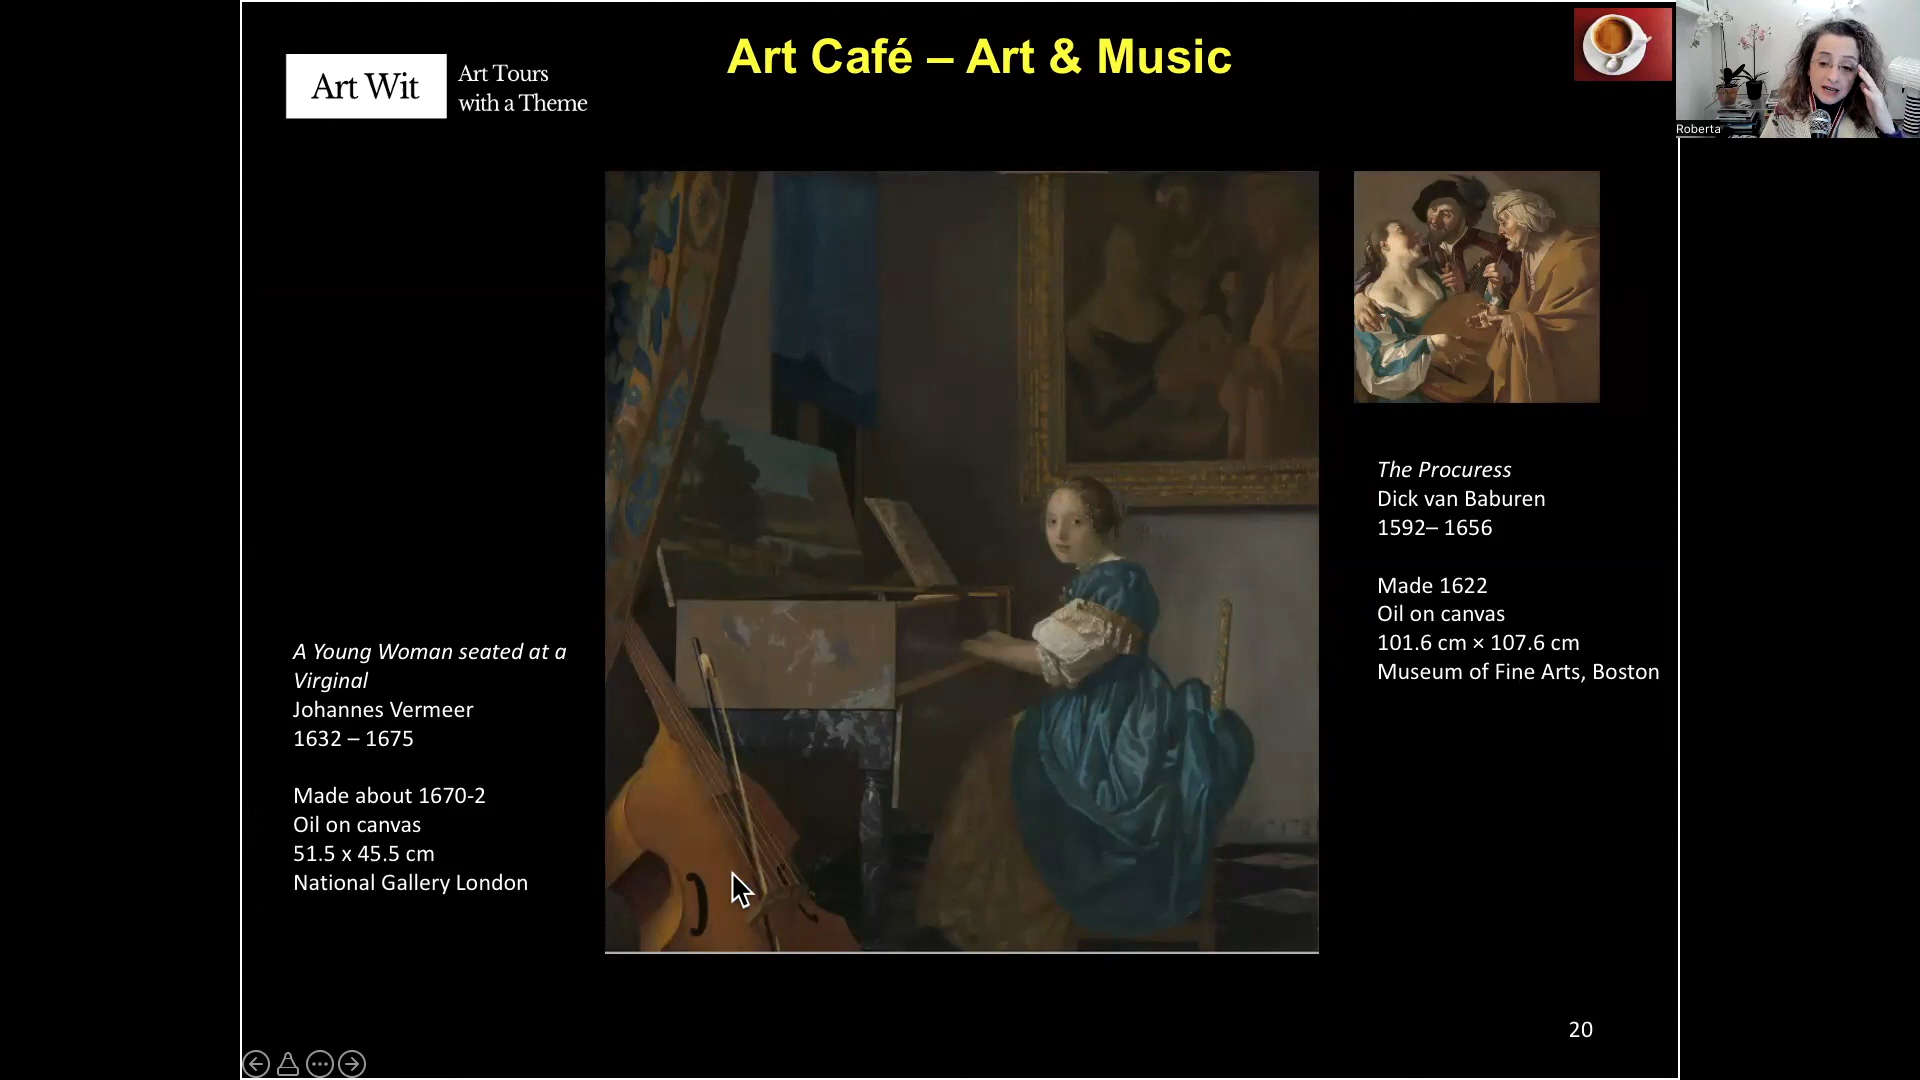 Art Café – Art & Music
Art Wit
Art Tours
with a Theme
Roberta
A Young Woman seated at a
Virginal
Johannes Vermeer
1632 – 1675
Made about 1670-2
Oil on canvas
51.5 x 45.5 cm
National Gallery London
The Procuress
Dick van Baburen
1592– 1656
Made 1622
Oil on canvas
101.6 cm × 107.6 cm
Museum of Fine Arts, Boston
20